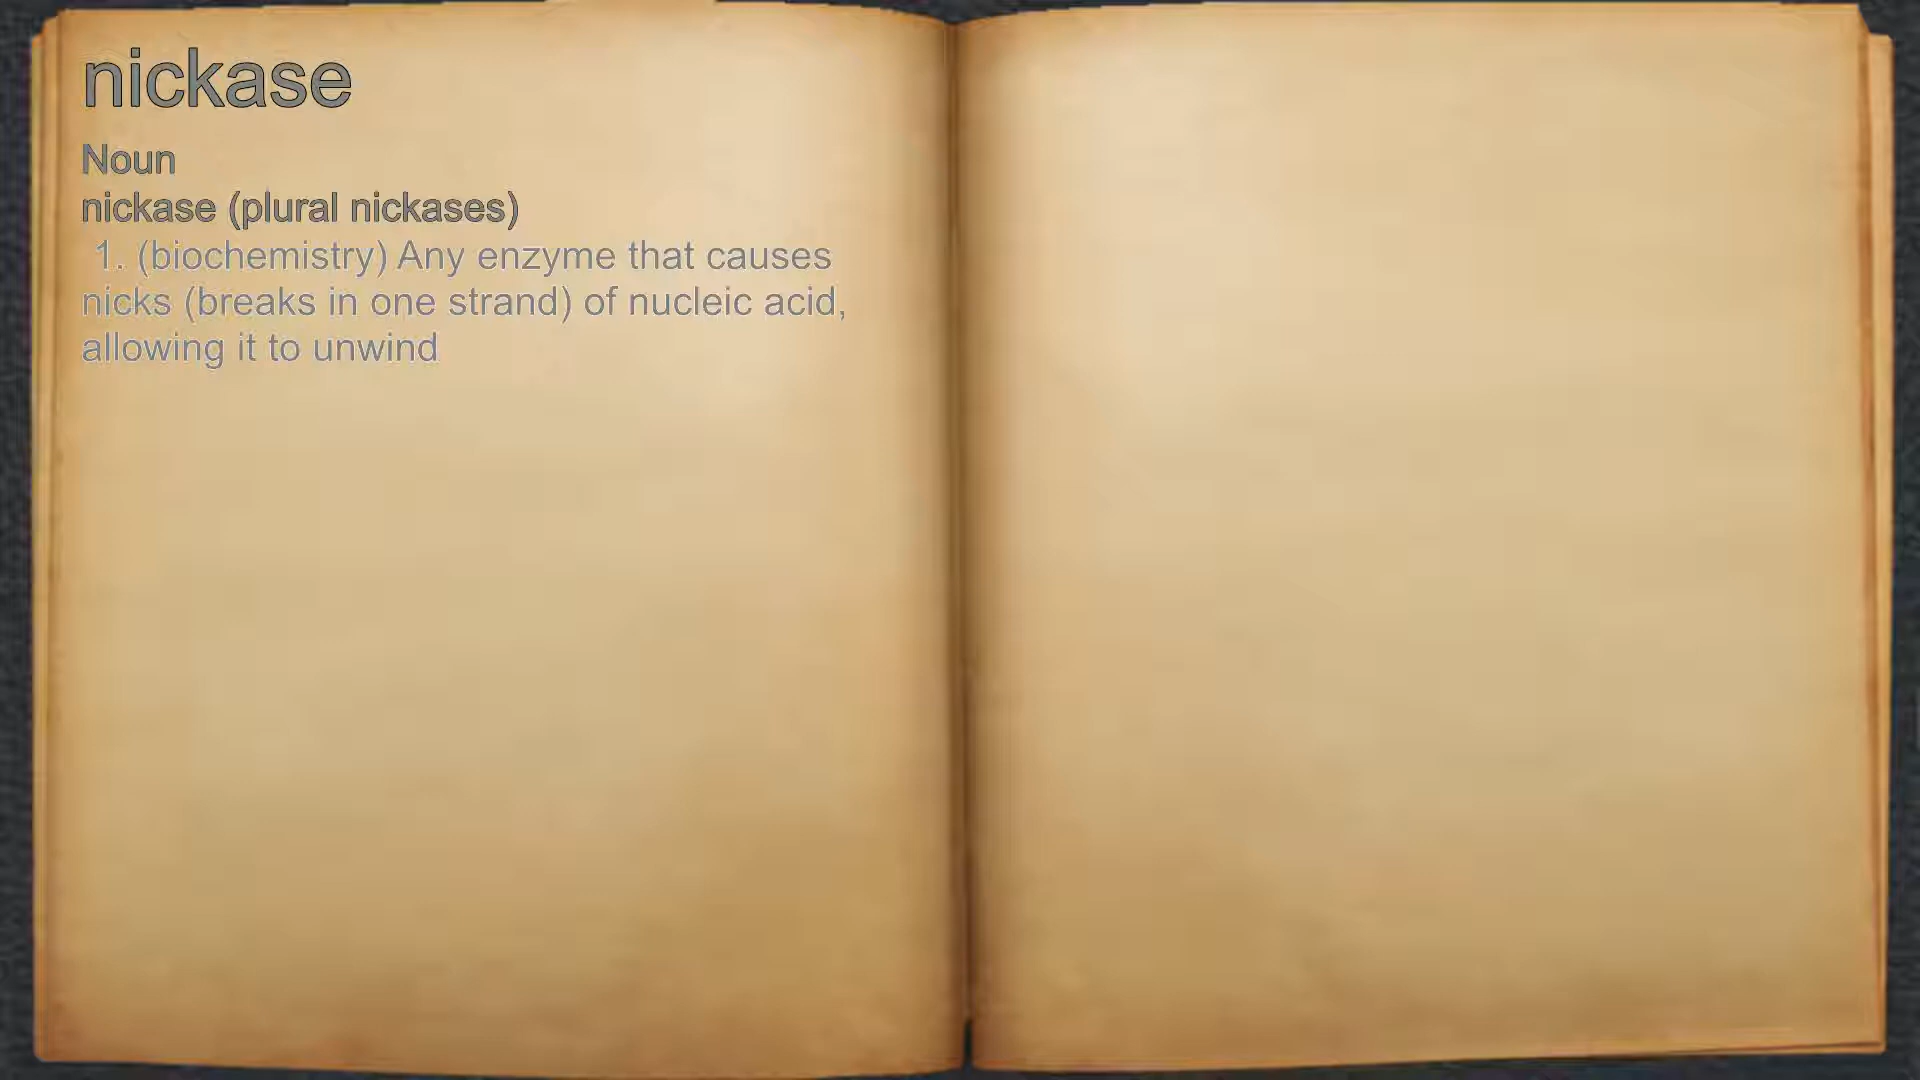 nickase
Noun
nickase (plural nickases)
1. (biochemistry) Any enzyme that causes
nicks (breaks in one strand) of nucleic acid,
allowing it to unwind